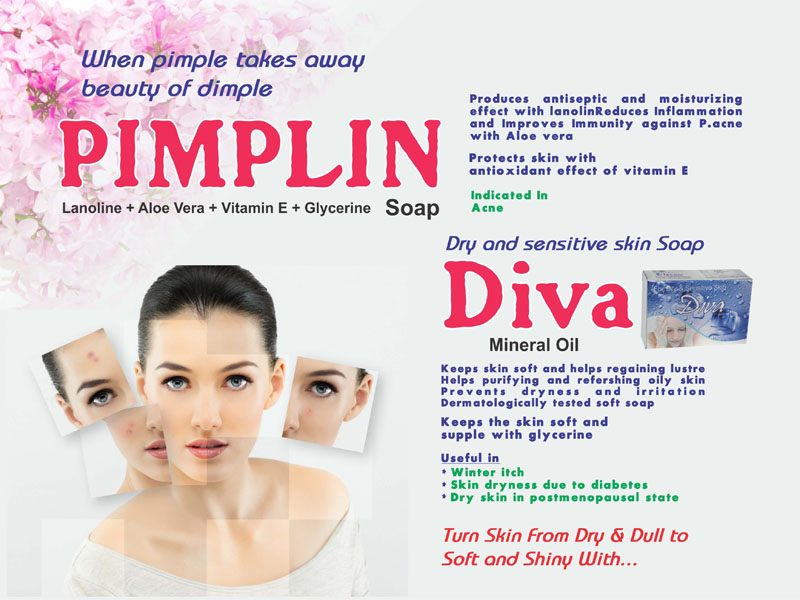 When pimple takes away
beauty of dimple
PIMPLIN
Lanoline + Aloe Vera + Vitamin E + Glycerine Soap
Produces antiseptic and moisturizing
effect with lanolinReduces Inflammation
and Improves Immunity against P.acne
with Aloe vera
Protects skin with
antioxidant effect of vitamin E
Indicated In
Acne
Dry and sensitive skin Soap
Diva
Mineral Oil
Diva
Keeps skin soft and helps regaining lustre
Helps purifying and refershing oily skin
Prevents dryness and irritation
Dermatologically tested soft soap
Keeps the skin soft and
supple with glycerine
Useful in
* Winter itch
* Skin dryness due to diabetes
* Dry skin in postmenopausal state
Turn Skin From Dry & Dull to
Soft and Shiny With...